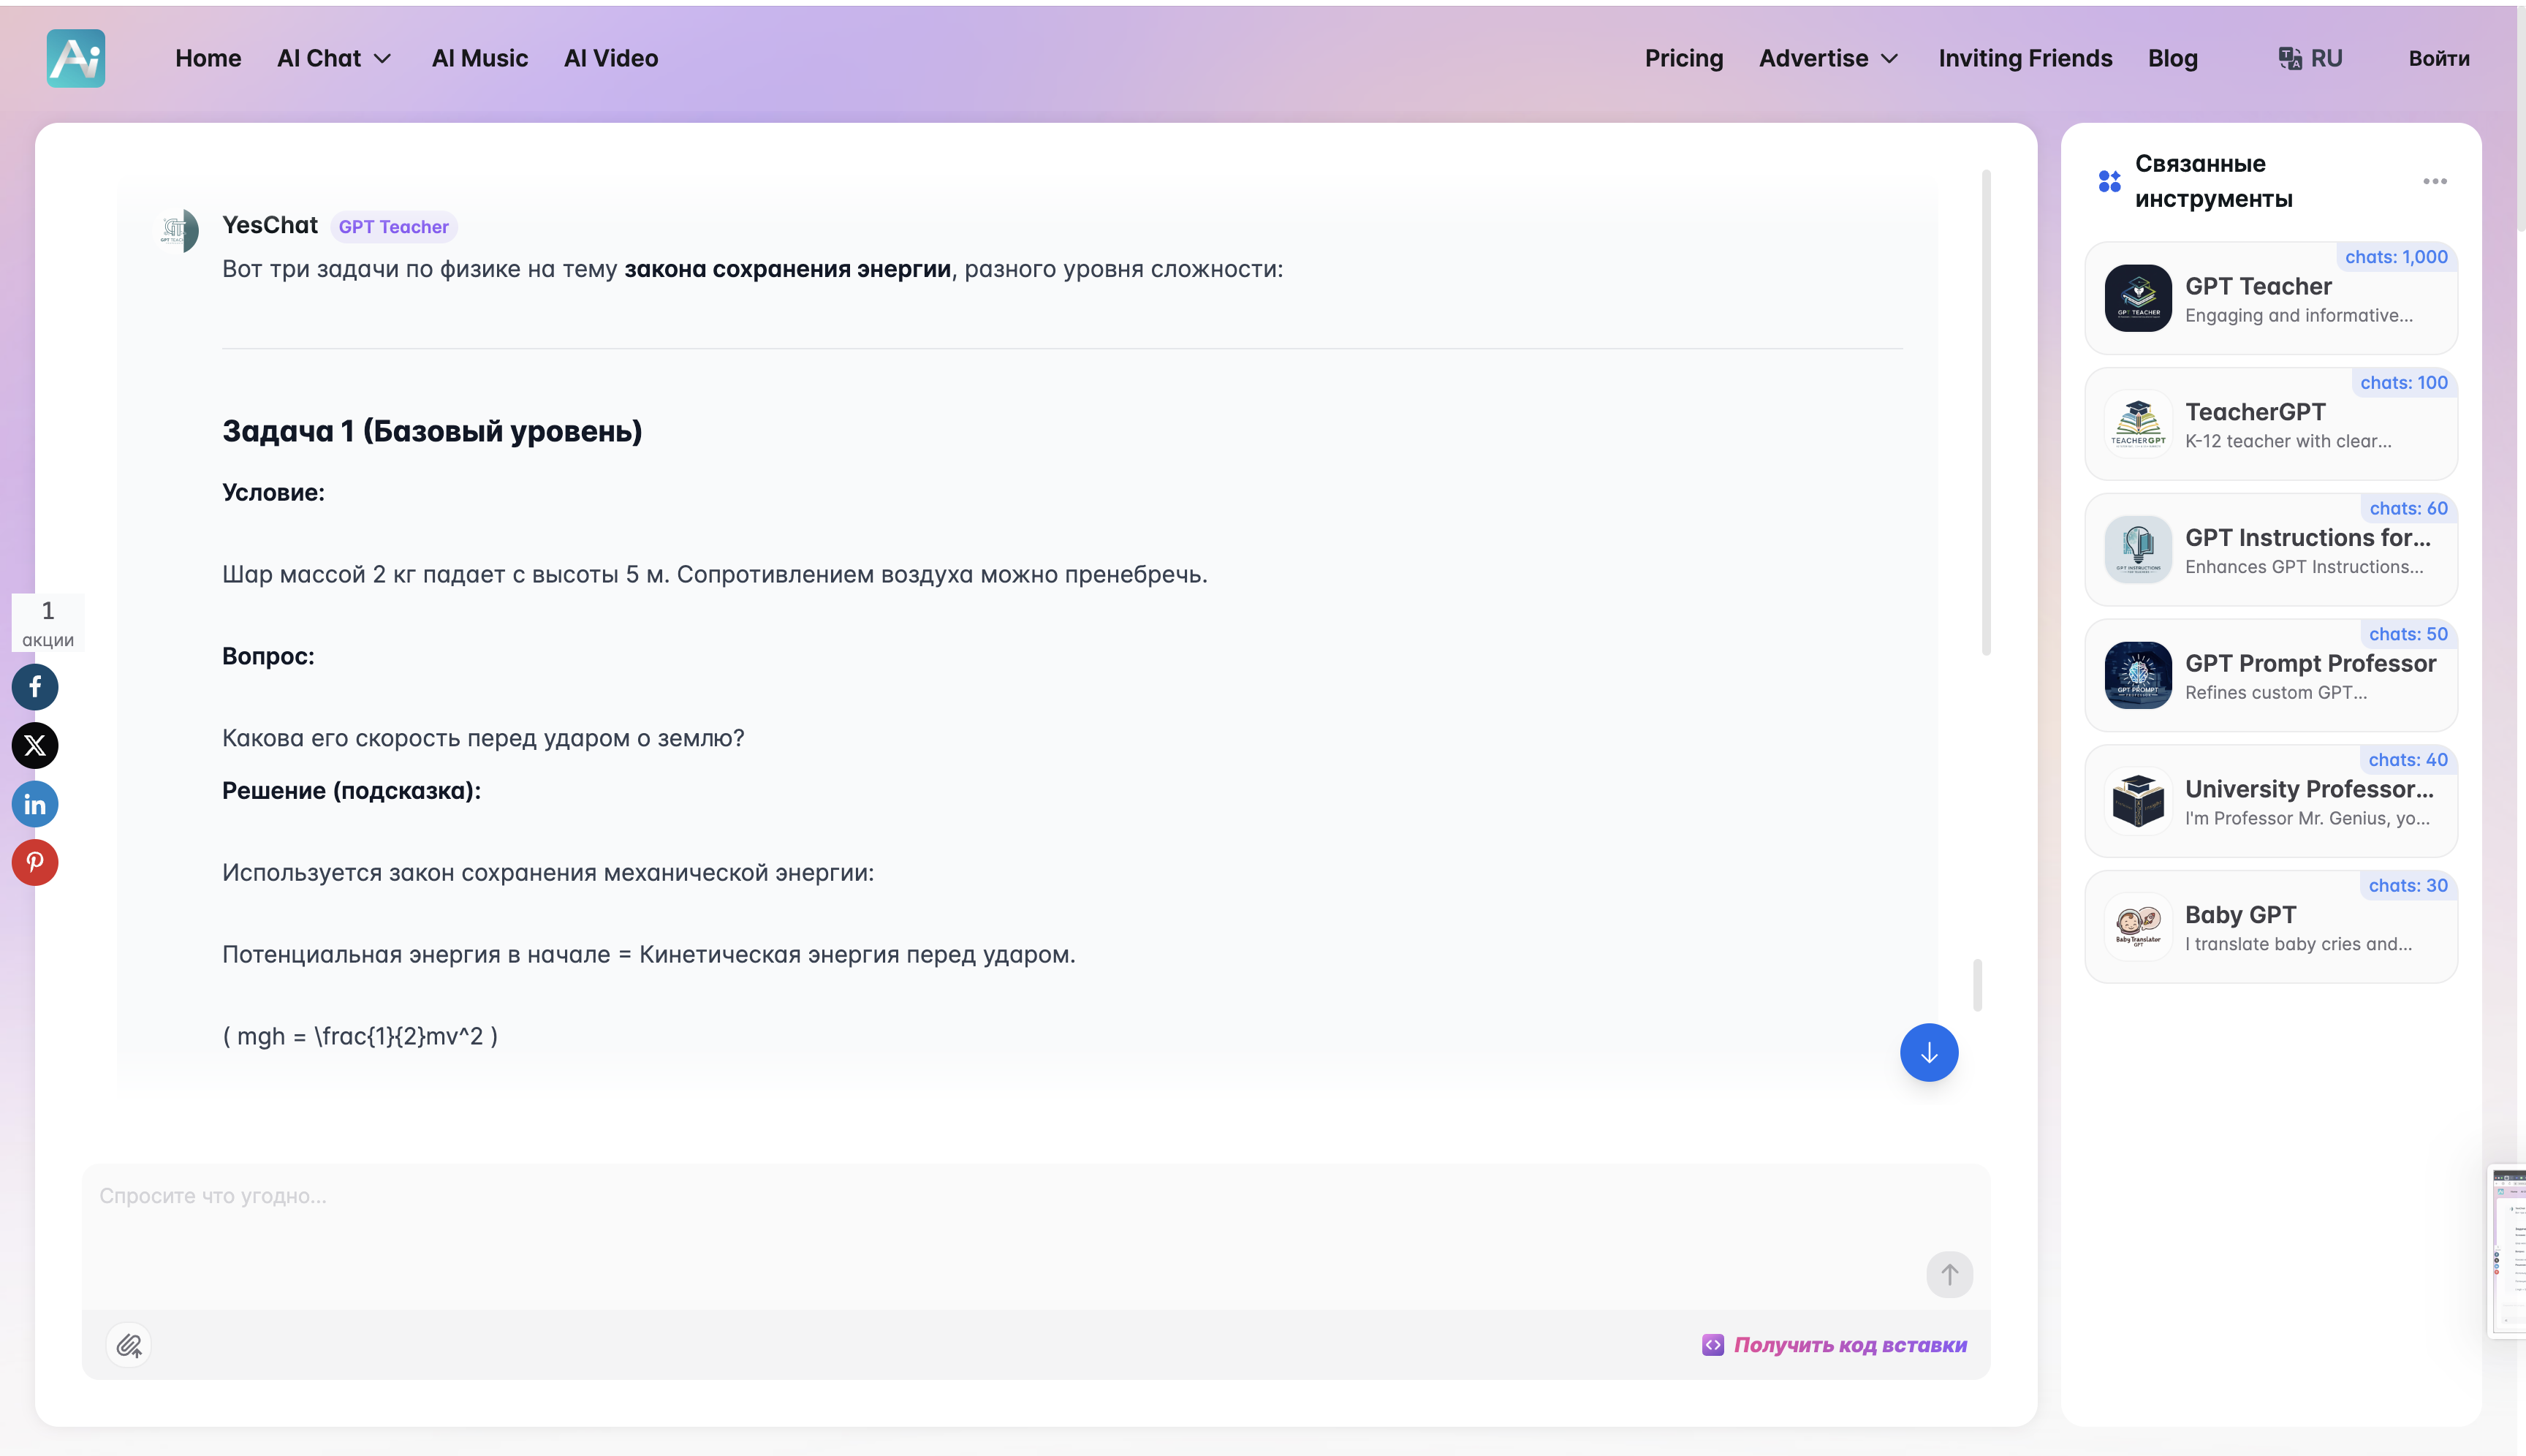 Ai
Home
AI Chat
AI Music
AI Video
Pricing
Advertise
Inviting Friends
Blog
RU
Войти
YesChat
GPT Teacher
Вот три задачи по физике на тему закона сохранения энергии, разного уровня сложности:
Задача 1 (Базовый уровень)
Условие:
Шар массой 2 кг падает с высоты 5 м. Сопротивлением воздуха можно пренебречь.
Вопрос:
Какова его скорость перед ударом о землю?
Решение (подсказка):
Используется закон сохранения механической энергии:
Потенциальная энергия в начале = Кинетическая энергия перед ударом.
( mgh = \frac{1}{2}mv^2 )
1
акции
Спросите что угодно...
Получить код вставки
Связанные
инструменты
chats: 1,000
GPT Teacher
Engaging and informative...
chats: 100
TeacherGPT
K-12 teacher with clear...
chats: 60
GPT Instructions for...
Enhances GPT Instructions...
chats: 50
GPT Prompt Professor
Refines custom GPT...
chats: 40
University Professor...
I'm Professor Mr. Genius, yo...
chats: 30
Baby GPT
I translate baby cries and...